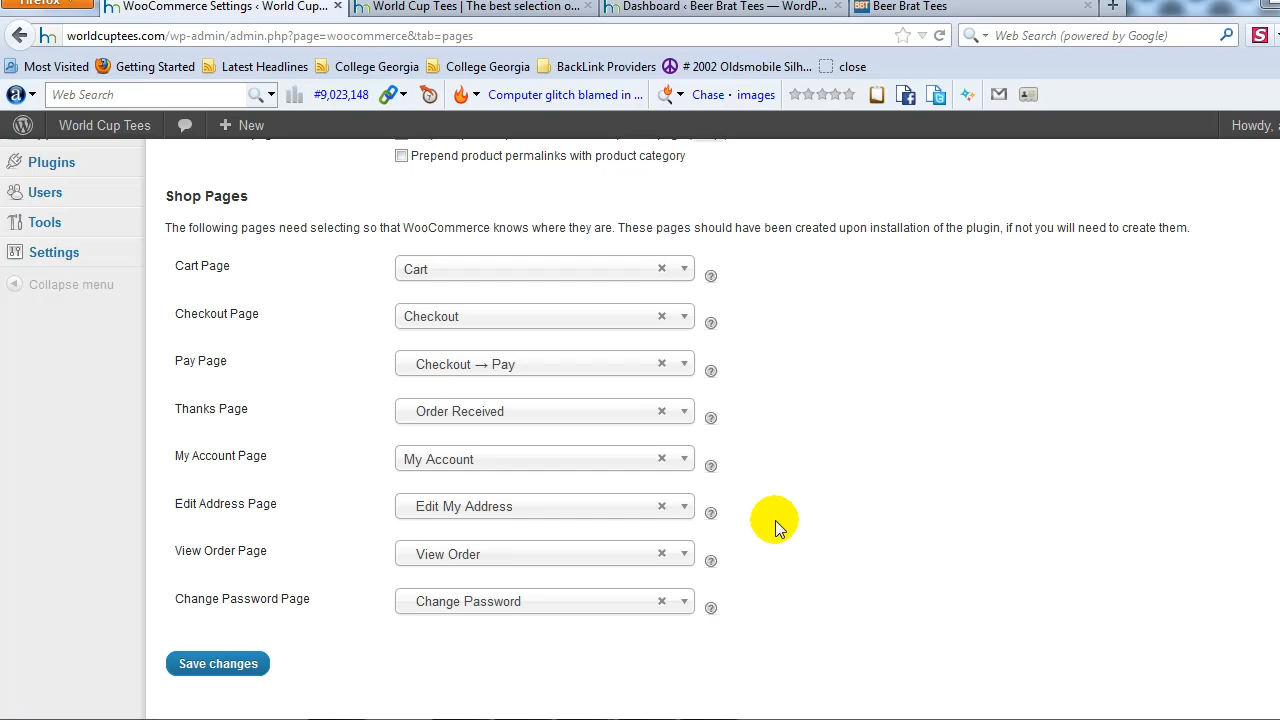 Firefox
WooCommerce Settings ‹ World Cup...
World Cup Tees | The best selection o...
Dashboard ‹ Beer Brat Tees — WordP...
BBT Beer Brat Tees
worldcuptees.com/wp-admin/admin.php?page=woocommerce&tab=pages
Web Search (powered by Google)
Most Visited
Getting Started
Latest Headlines
College Georgia
College Georgia
BackLink Providers
# 2002 Oldsmobile Silh...
close
Web Search
#9,023,148
Computer glitch blamed in ...
Chase · images
World Cup Tees
New
Howdy,
Plugins
Users
Tools
Settings
Collapse menu
Prepend product permalinks with product category
Shop Pages
The following pages need selecting so that WooCommerce knows where they are. These pages should have been created upon installation of the plugin, if not you will need to create them.
Cart Page
Cart
Checkout Page
Checkout
Pay Page
Checkout → Pay
Thanks Page
Order Received
My Account Page
My Account
Edit Address Page
Edit My Address
View Order Page
View Order
Change Password Page
Change Password
Save changes